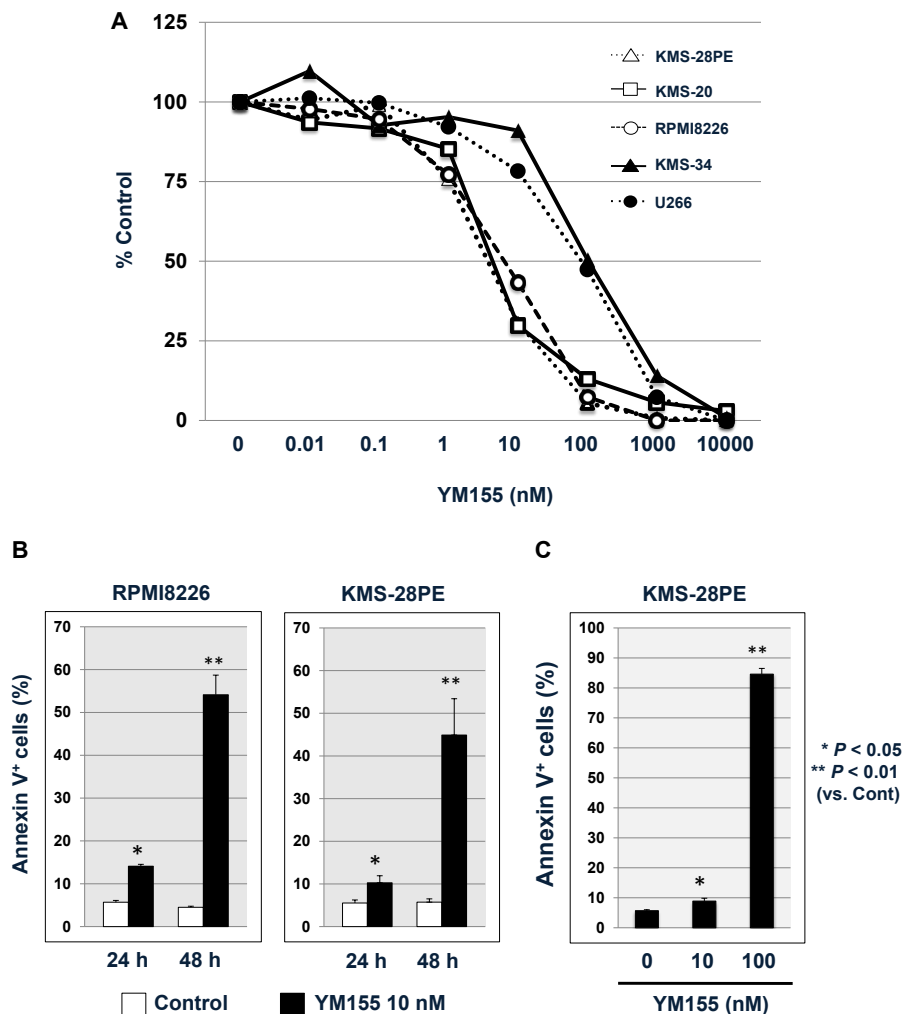 A
125
100
75
50
25
0
% Control
0 0.01 0.1 1 10 100 1000 10000
YM155 (nM)
KMS-28PE
KMS-20
RPMI8226
KMS-34
U266
B
RPMI8226
70
60
50
40
30
20
10
0
Annexin V⁺ cells (%)
*
**
24 h 48 h
KMS-28PE
70
60
50
40
30
20
10
0
*
**
24 h 48 h
Control YM155 10 nM
C
KMS-28PE
100
90
80
70
60
50
40
30
20
10
0
Annexin V⁺ cells (%)
*
**
0 10 100
YM155 (nM)
* P < 0.05
** P < 0.01
(vs. Cont)